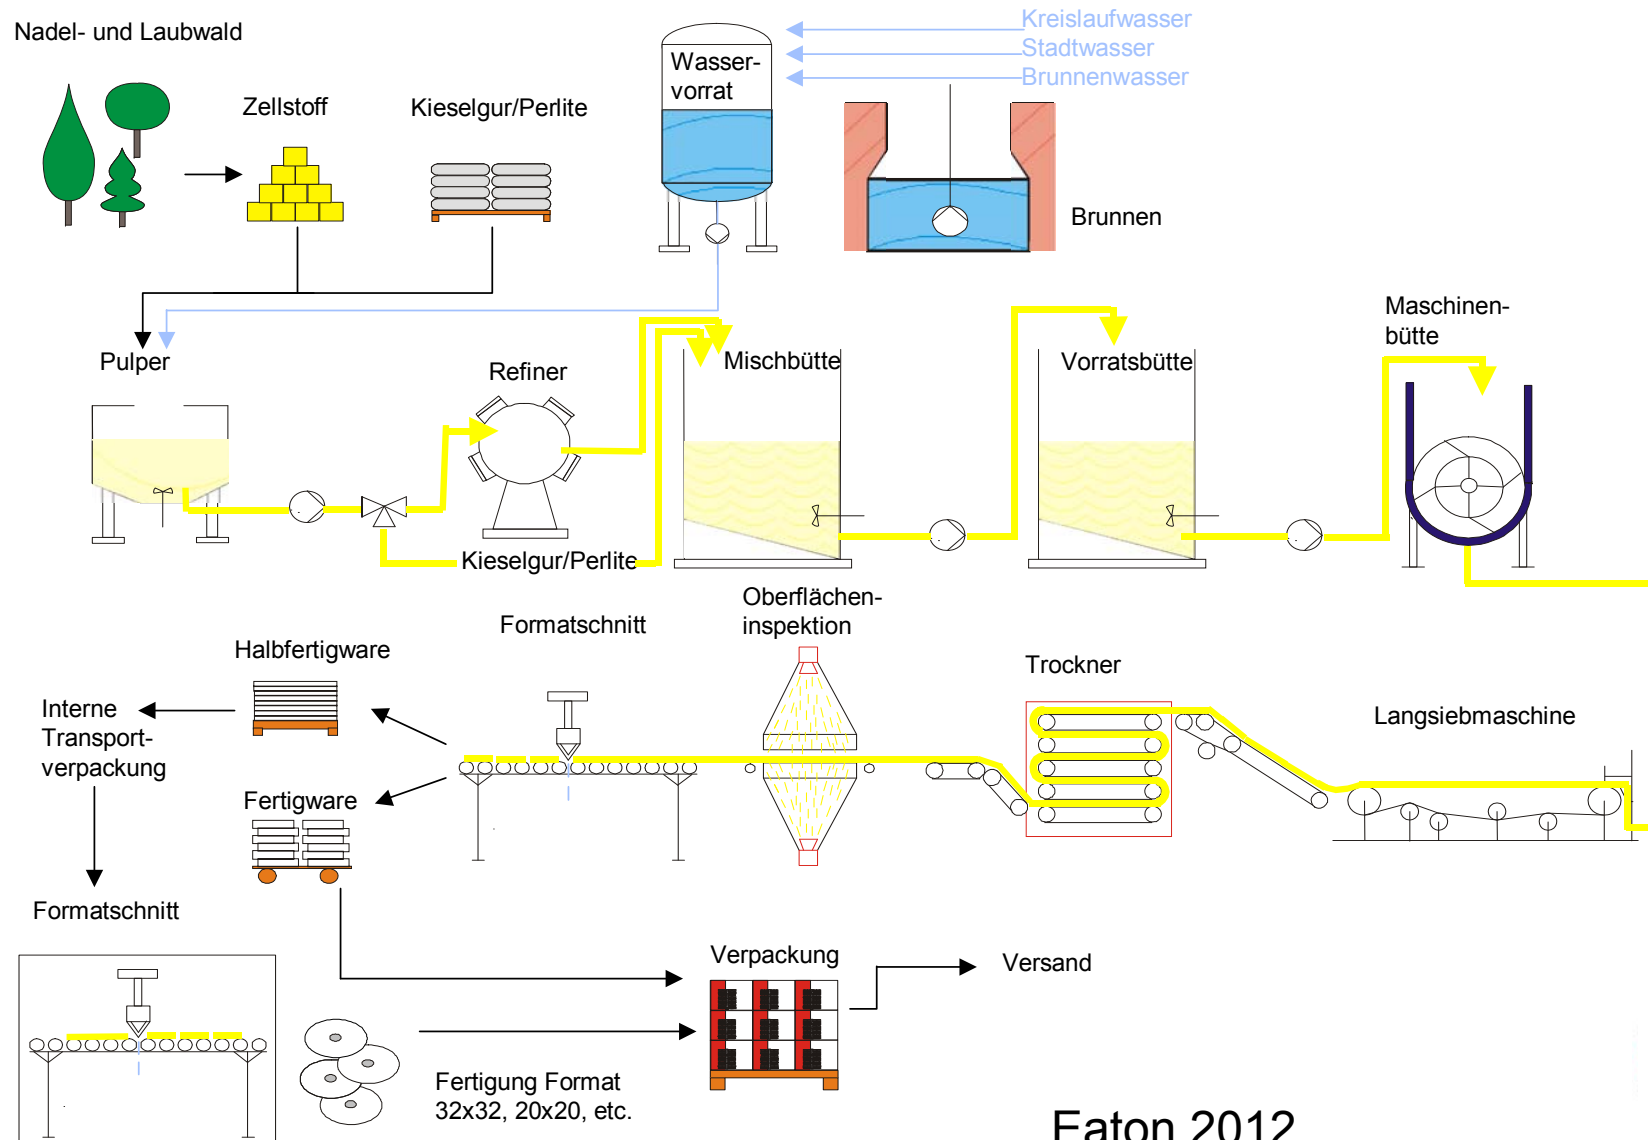 Nadel- und Laubwald
Zellstoff
Kieselgur/Perlite
Wasser-
vorrat
Kreislaufwasser
Stadtwasser
Brunnenwasser
Brunnen
Pulper
Refiner
Kieselgur/Perlite
Mischbütte
Vorratsbütte
Maschinen-
bütte
Oberflächen-
inspektion
Formatschnitt
Halbfertigware
Interne
Transport-
verpackung
Fertigware
Trockner
Langsiebmaschine
Formatschnitt
Verpackung
Versand
Fertigung Format
32x32, 20x20, etc.
Eaton 2012